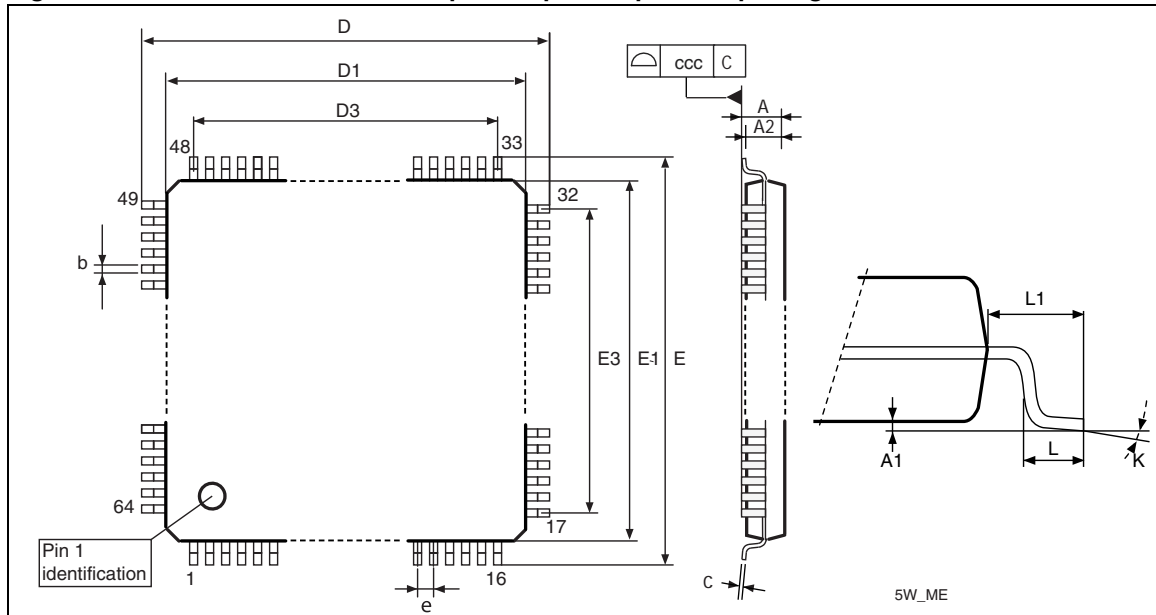 D
D1
D3
ccc C
A
A2
48
33
49
32
b
L1
E3
E1
E
A1
L
K
64
17
Pin 1
identification
1
16
e
C
5W_ME